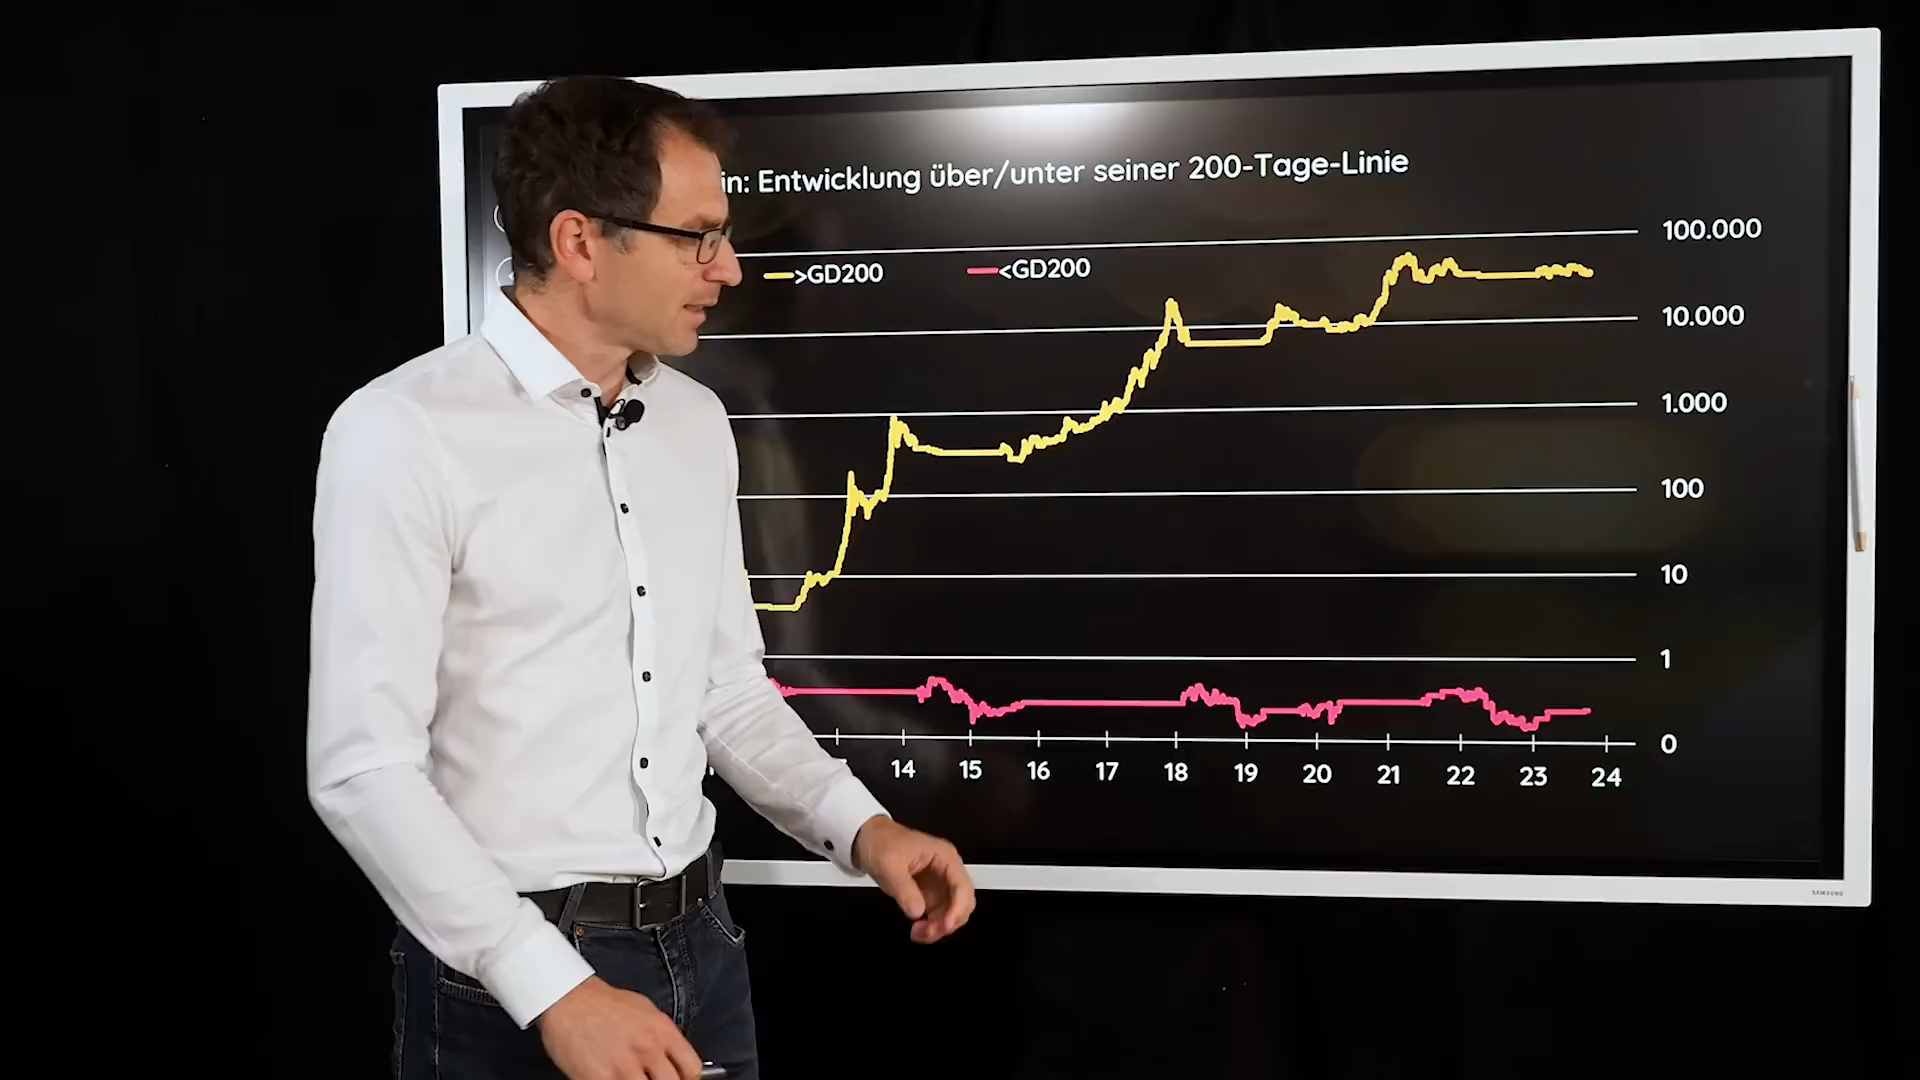 in: Entwicklung über/unter seiner 200-Tage-Linie
>GD200
<GD200
100.000
10.000
1.000
100
10
1
0
14 15 16 17 18 19 20 21 22 23 24
SAMSUNG